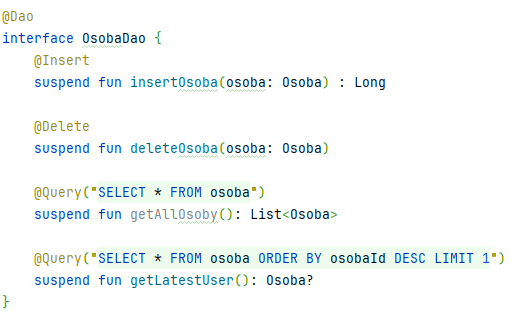 @Dao
interface OsobaDao {
    @Insert
    suspend fun insertOsoba(osoba: Osoba) : Long
    @Delete
    suspend fun deleteOsoba(osoba: Osoba)
    @Query("SELECT * FROM osoba")
    suspend fun getAllOsoby(): List<Osoba>
    @Query("SELECT * FROM osoba ORDER BY osobaId DESC LIMIT 1")
    suspend fun getLatestUser(): Osoba?
}